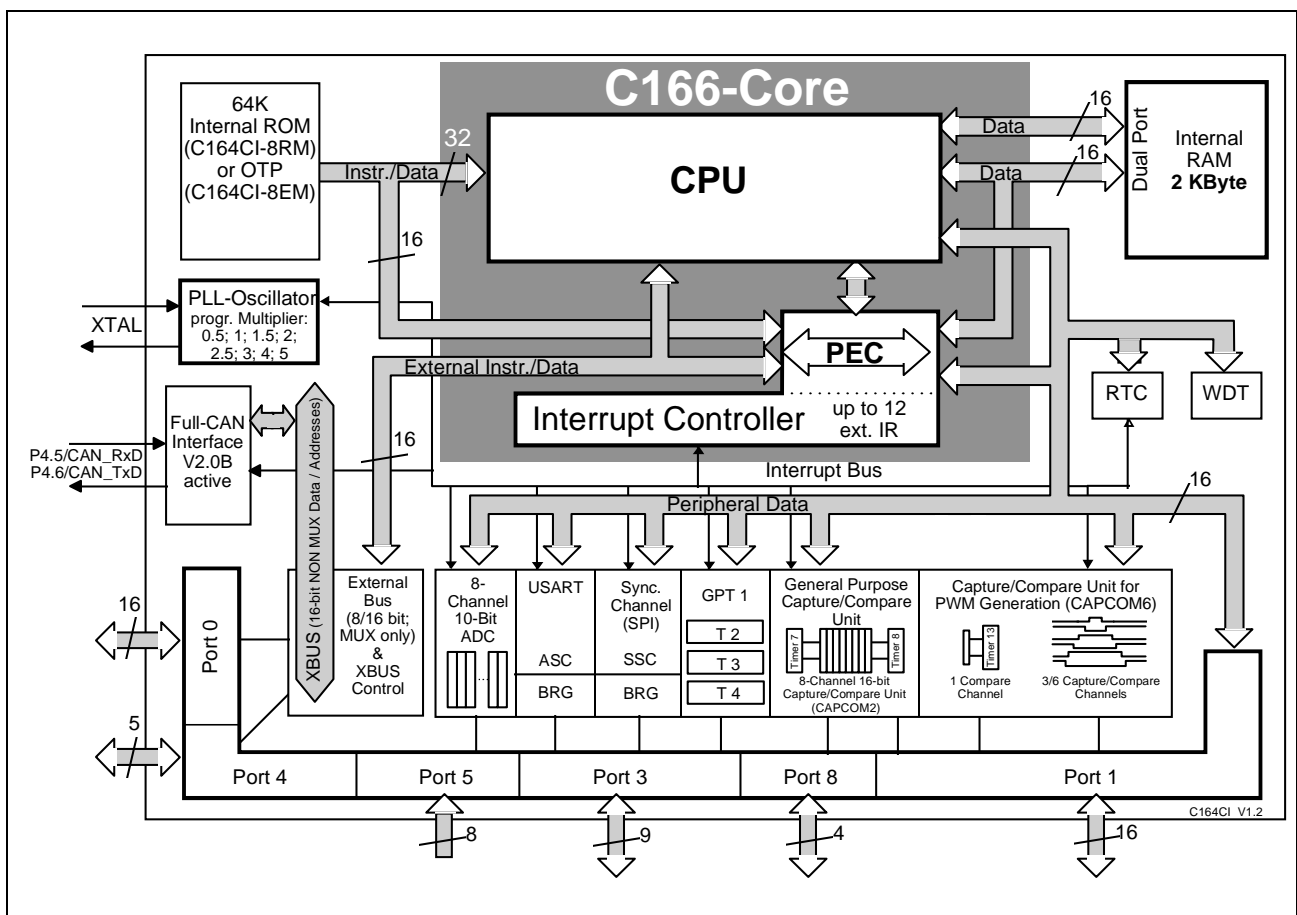 C166-Core
64K
Internal ROM
(C164CI-8RM)
or OTP
(C164CI-8EM)
32
Instr./Data
CPU
Data
16
Data
16
Dual Port
Internal
RAM
2 KByte
16
PLL-Oscillator
progr. Multiplier:
0.5; 1; 1.5; 2;
2.5; 3; 4; 5
XTAL
External Instr./Data
PEC
Interrupt Controller
up to 12
ext. IR
RTC
WDT
Full-CAN
Interface
V2.0B
active
P4.5/CAN_RxD
P4.6/CAN_TxD
XBUS (16-bit NON MUX Data / Addresses)
16
Interrupt Bus
Peripheral Data
16
External
Bus
(8/16 bit;
MUX only)
&
XBUS
Control
8-
Channel
10-Bit
ADC
...
USART
ASC
BRG
Sync.
Channel
(SPI)
SSC
BRG
GPT 1
T 2
T 3
T 4
General Purpose
Capture/Compare
Unit
Timer 7
Timer 8
8-Channel 16-bit
Capture/Compare Unit
(CAPCOM2)
Capture/Compare Unit for
PWM Generation (CAPCOM6)
Timer 13
1 Compare
Channel
3/6 Capture/Compare
Channels
16
Port 0
5
Port 4
Port 5
Port 3
Port 8
Port 1
8
9
4
16
C164CI V1.2